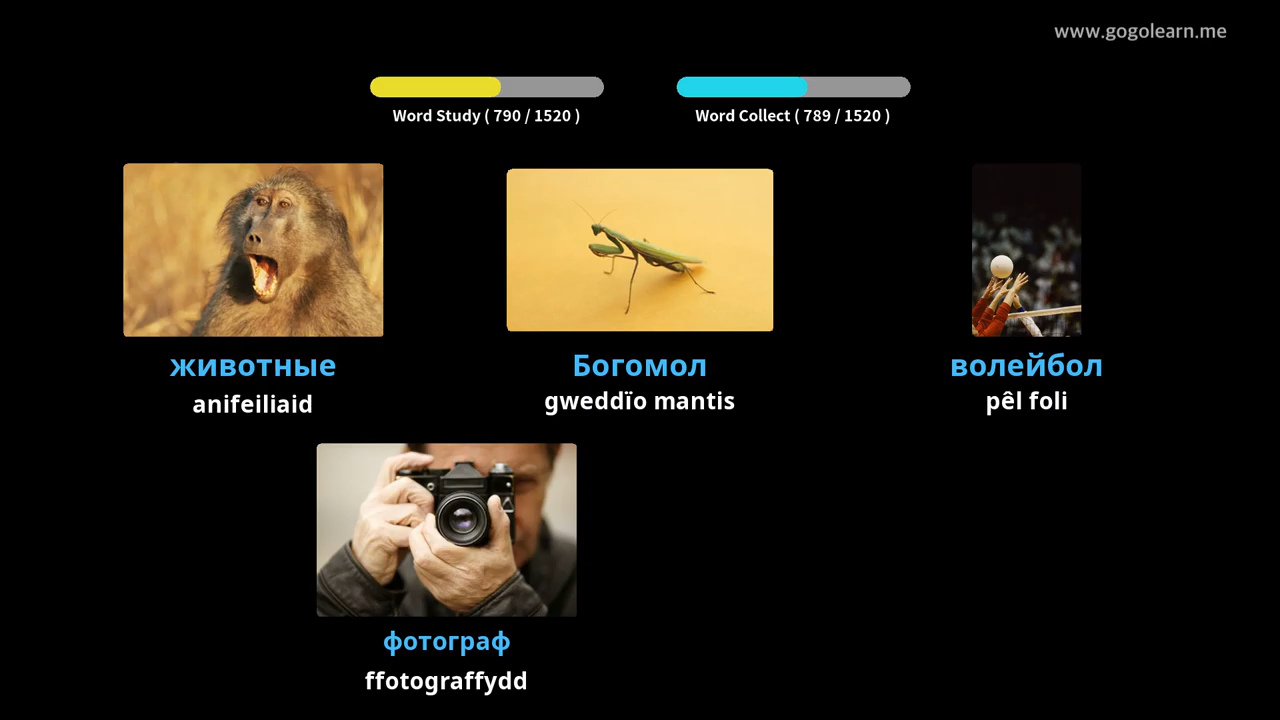 www.gogolearn.me
Word Study ( 790 / 1520 )
Word Collect ( 789 / 1520 )
животные
anifeiliaid
Богомол
gweddïo mantis
волейбол
pêl foli
фотограф
ffotograffydd